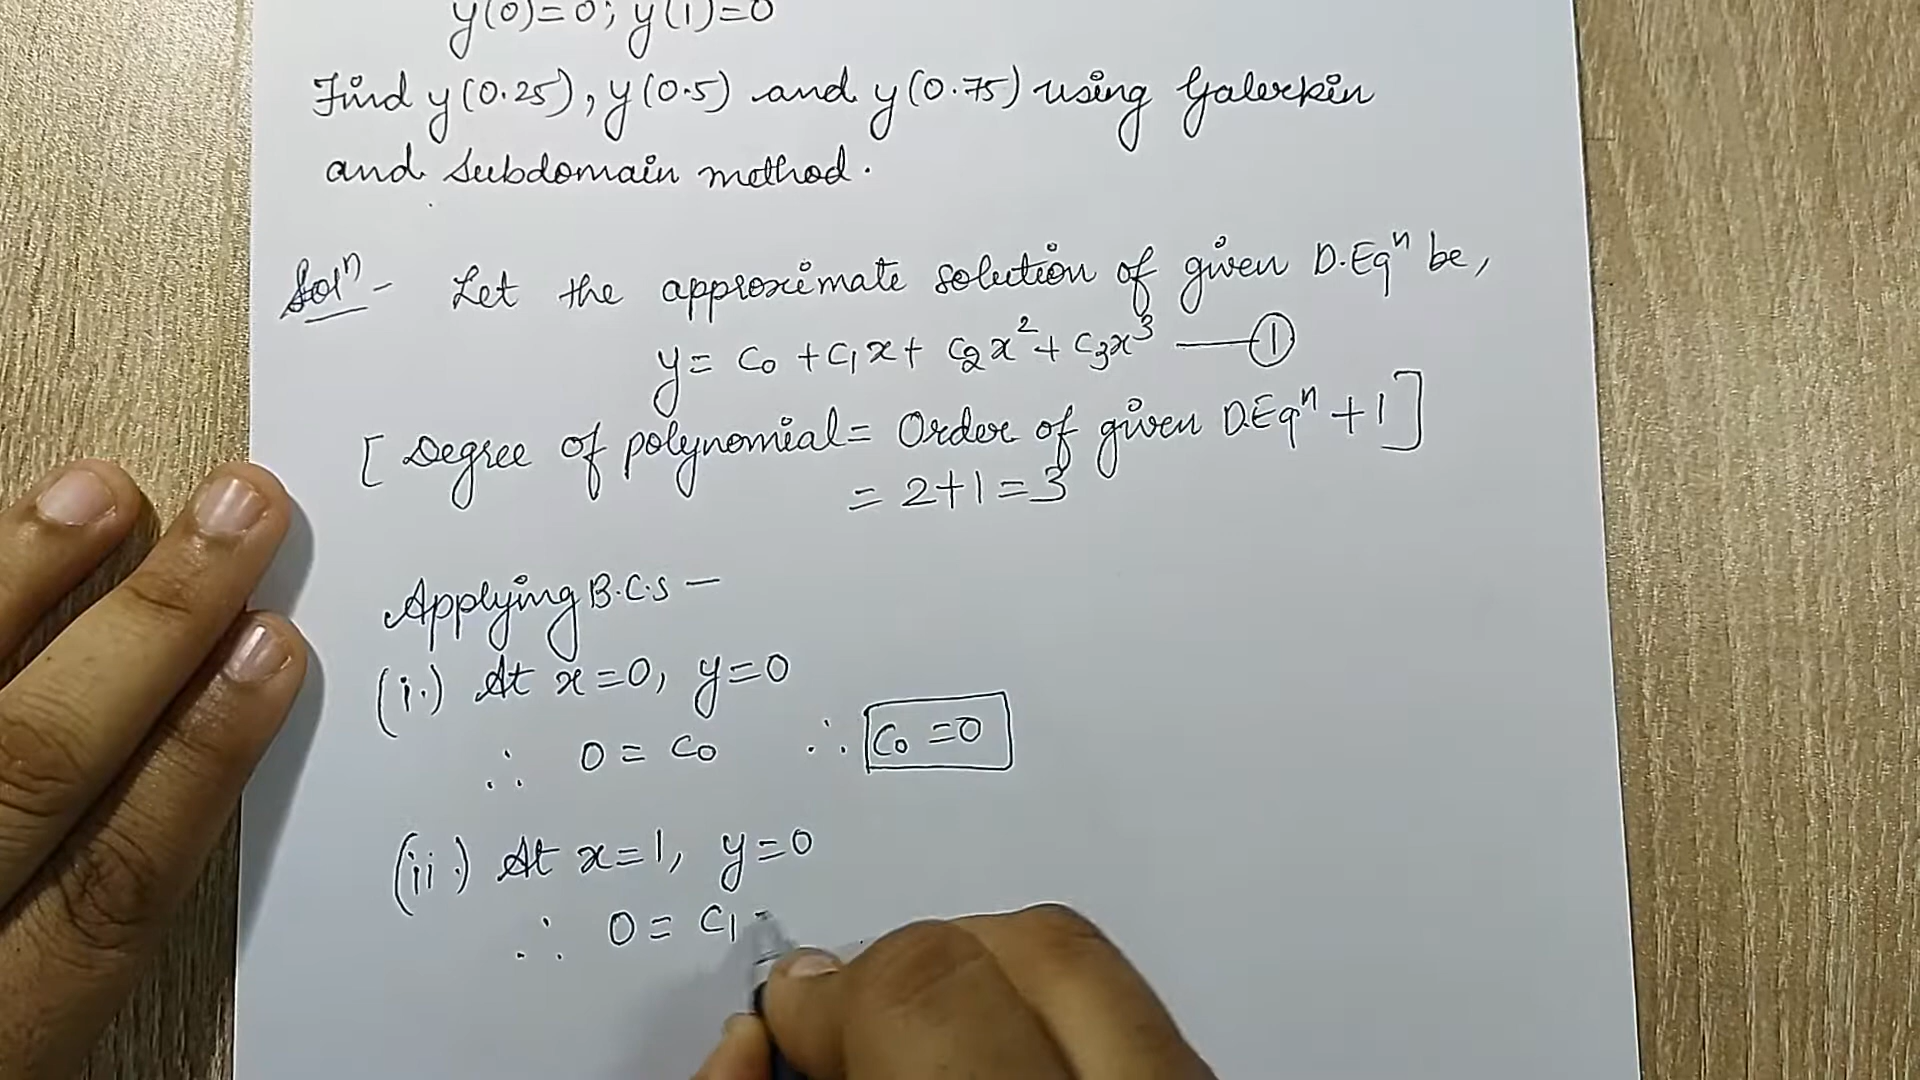 y(0)=0; y(1)=0
Find y(0.25), y(0.5) and y(0.75) using Galerkin
and Subdomain method.
Solⁿ- Let the approximate solution of given D.Eqⁿ be,
y= c₀ +c₁x+ c₂x²+ c₃x³ —①
[Degree of polynomial= Order of given D.Eqⁿ+1]
= 2+1=3
Applying B.C.s —
(i.) At x=0, y=0
∴ 0= c₀ ∴ c₀ =0
(ii.) At x=1, y=0
∴ 0= c₁